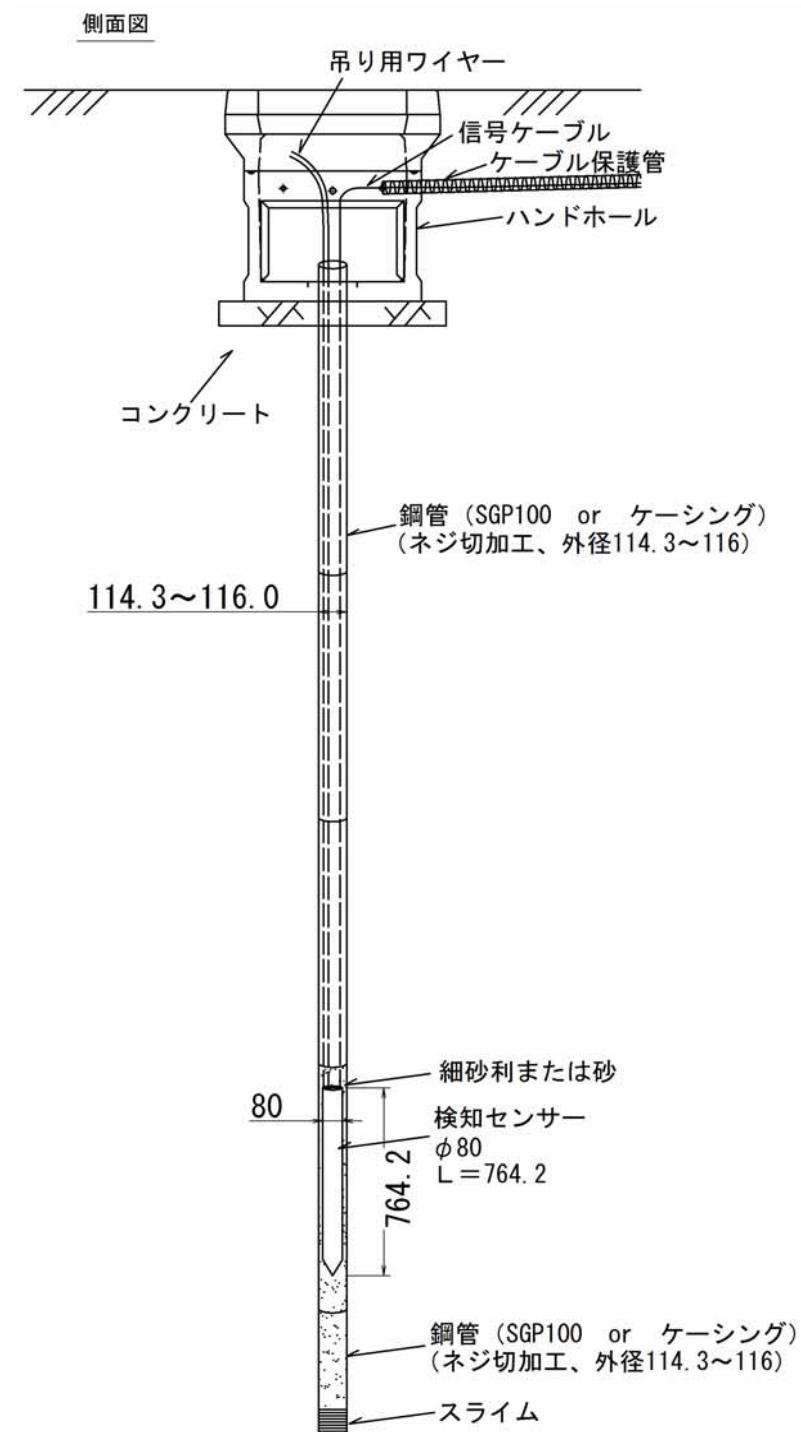 側面図
吊り用ワイヤー
信号ケーブル
ケーブル保護管
ハンドホール
コンクリート
鋼管（SGP100 or ケーシング）
（ネジ切加工、外径114.3～116）
114.3～116.0
細砂利または砂
80
検知センサー
φ80
L＝764.2
764.2
鋼管（SGP100 or ケーシング）
（ネジ切加工、外径114.3～116）
スライム